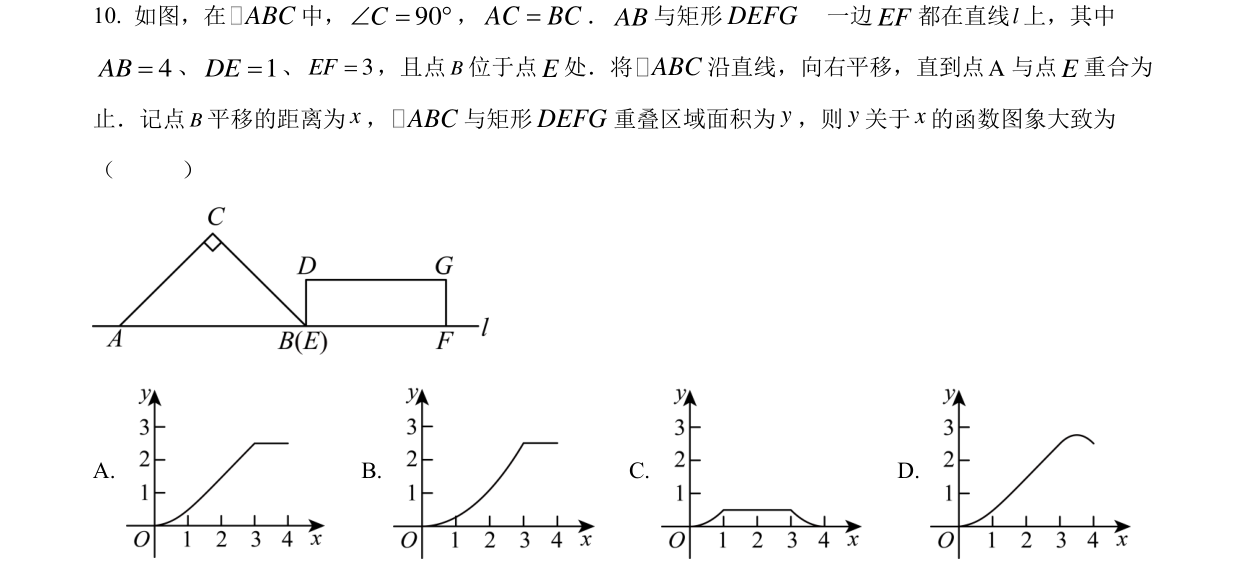 10. 如图，在□ABC 中，∠C = 90°，AC = BC．AB 与矩形 DEFG 一边 EF 都在直线 l 上，其中
AB = 4、DE = 1、EF = 3，且点 B 位于点 E 处．将□ABC 沿直线，向右平移，直到点 A 与点 E 重合为
止．记点 B 平移的距离为 x，□ABC 与矩形 DEFG 重叠区域面积为 y，则 y 关于 x 的函数图象大致为
（ ）
C
D G
A B(E) F l
A. y 3 2 1 O 1 2 3 4 x
B. y 3 2 1 O 1 2 3 4 x
C. y 3 2 1 O 1 2 3 4 x
D. y 3 2 1 O 1 2 3 4 x